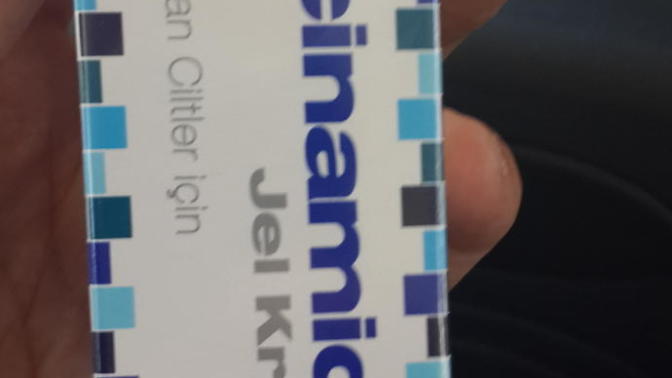 einamic
Jel Kr
an Ciltler için